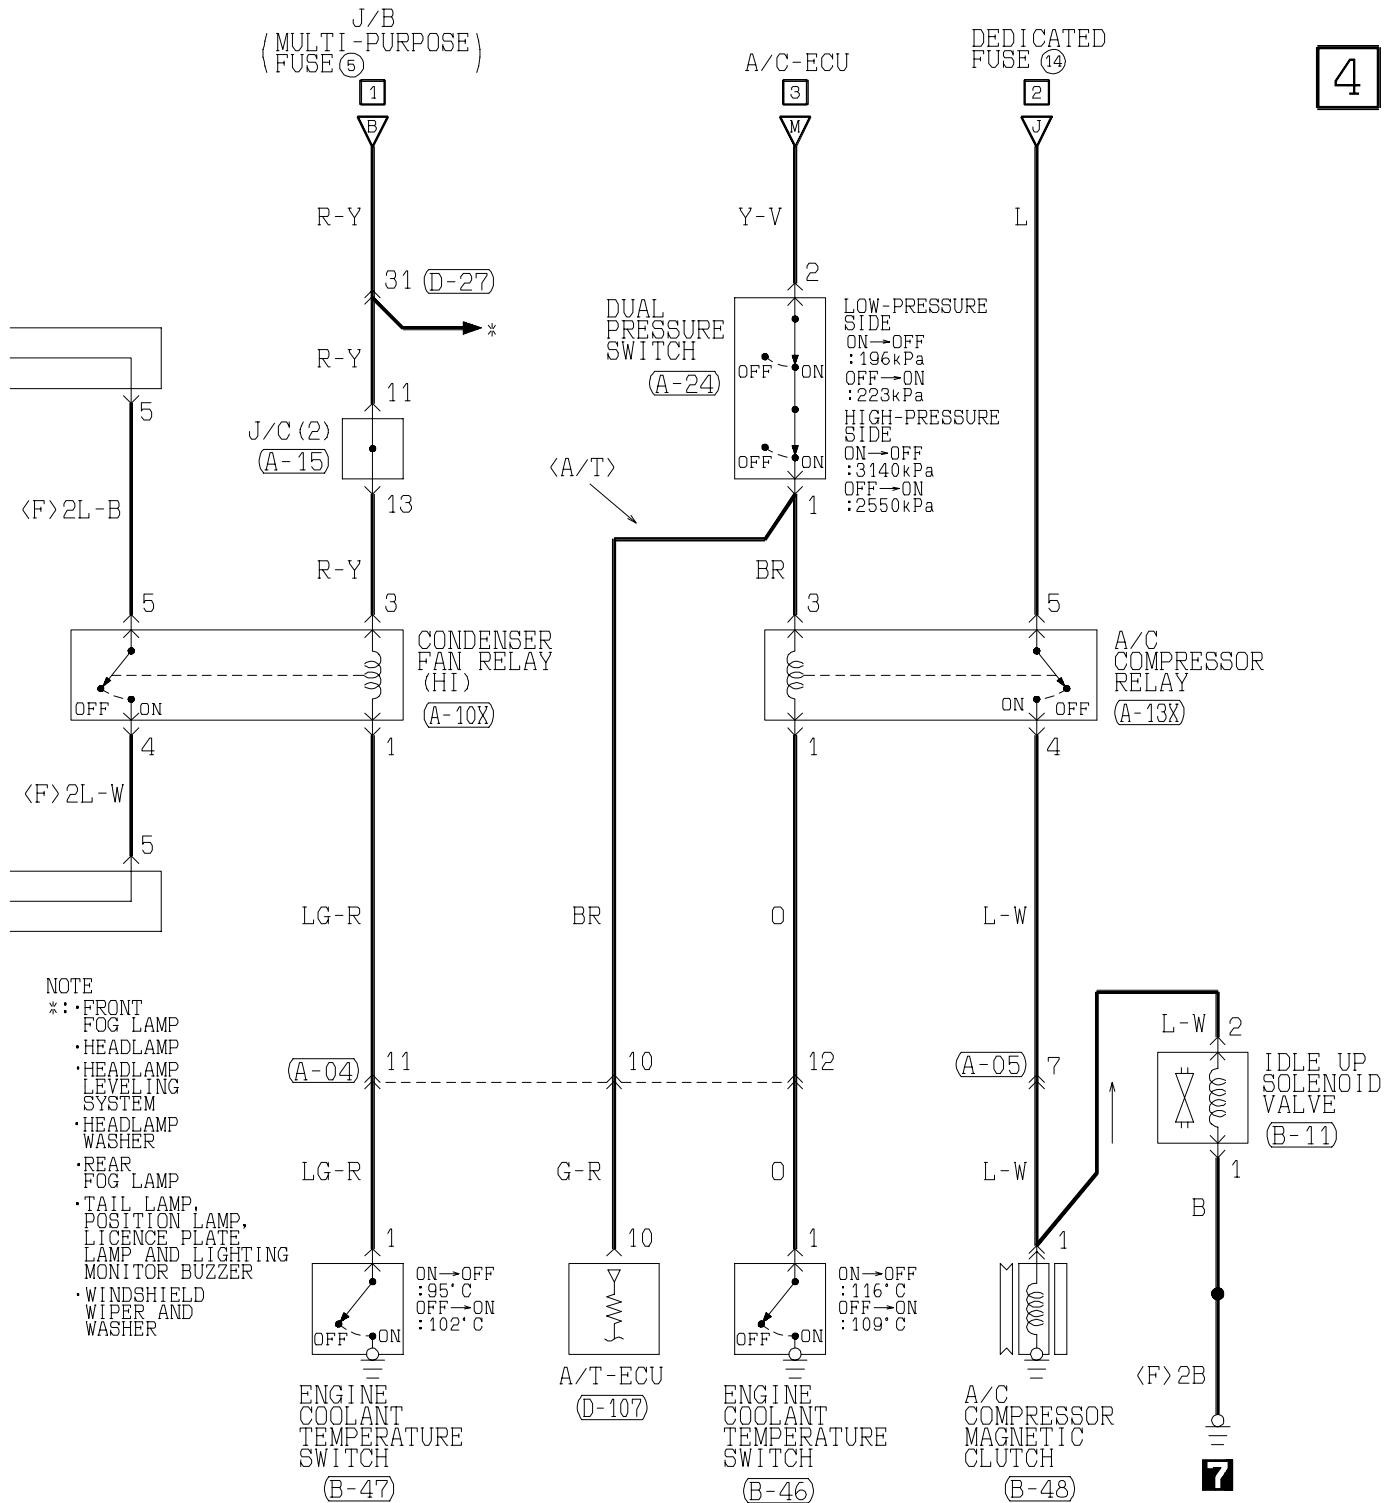 J/B
(MULTI-PURPOSE
FUSE⑤)
1
B
A/C-ECU
3
M
DEDICATED
FUSE ⑭
2
J
4
R-Y
Y-V
L
31 (D-27)
*
2
DUAL
PRESSURE
SWITCH
(A-24)
OFF ON
OFF ON
LOW-PRESSURE
SIDE
ON→OFF
:196kPa
OFF→ON
:223kPa
HIGH-PRESSURE
SIDE
ON→OFF
:3140kPa
OFF→ON
:2550kPa
R-Y
11
5
J/C(2)
(A-15)
13
<A/T>
1
<F>2L-B
R-Y
BR
5
3
3
5
CONDENSER
FAN RELAY
(HI)
(A-10X)
OFF ON
A/C
COMPRESSOR
RELAY
(A-13X)
ON OFF
4
1
1
4
<F>2L-W
5
LG-R
BR
O
L-W
NOTE
*:·FRONT
FOG LAMP
·HEADLAMP
·HEADLAMP
LEVELING
SYSTEM
·HEADLAMP
WASHER
·REAR
FOG LAMP
·TAIL LAMP,
POSITION LAMP,
LICENCE PLATE
LAMP AND LIGHTING
MONITOR BUZZER
·WINDSHIELD
WIPER AND
WASHER
(A-04) 11
10
12
(A-05) 7
L-W 2
IDLE UP
SOLENOID
VALVE
(B-11)
1
B
LG-R
G-R
O
L-W
1
10
1
1
OFF ON
ON→OFF
:95°C
OFF→ON
:102°C
OFF ON
ON→OFF
:116°C
OFF→ON
:109°C
ENGINE
COOLANT
TEMPERATURE
SWITCH
(B-47)
A/T-ECU
(D-107)
ENGINE
COOLANT
TEMPERATURE
SWITCH
(B-46)
A/C
COMPRESSOR
MAGNETIC
CLUTCH
(B-48)
<F>2B
7